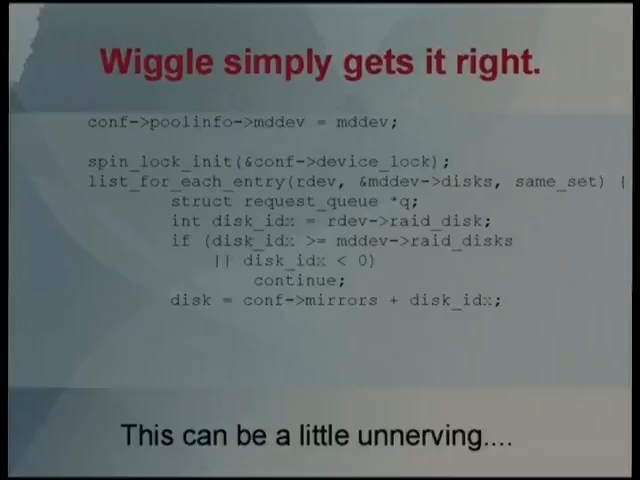 Wiggle simply gets it right.
conf->poolinfo->mddev = mddev;
spin_lock_init(&conf->device_lock);
list_for_each_entry(rdev, &mddev->disks, same_set) {
struct request_queue *q;
int disk_idx = rdev->raid_disk;
if (disk_idx >= mddev->raid_disks
|| disk_idx < 0)
continue;
disk = conf->mirrors + disk_idx;
This can be a little unnerving....